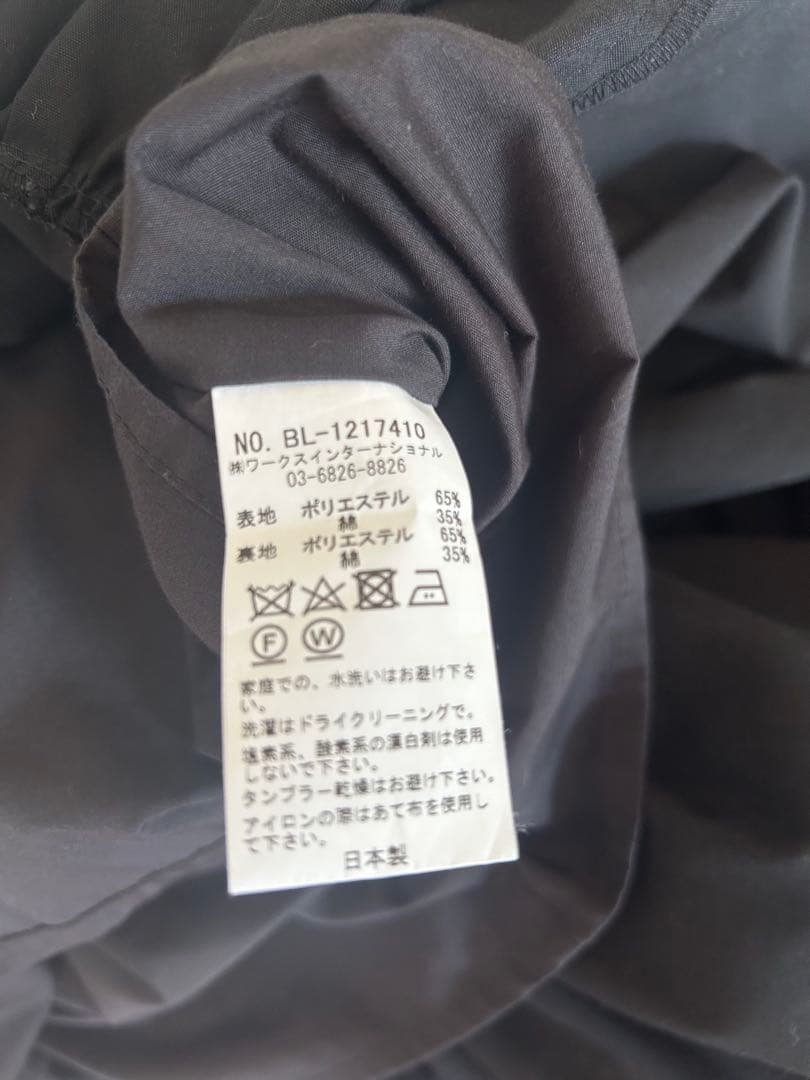 NO. BL-1217410
㈱ワークスインターナショナル
03-6826-8826
表地 ポリエステル 65%
綿 35%
裏地 ポリエステル 65%
綿 35%
F W
家庭での、水洗いはお避け下さ
い。
洗濯はドライクリーニングで。
塩素系、酸素系の漂白剤は使用
しないで下さい。
タンブラー乾燥はお避け下さい。
アイロンの際はあて布を使用し
て下さい。
日本製